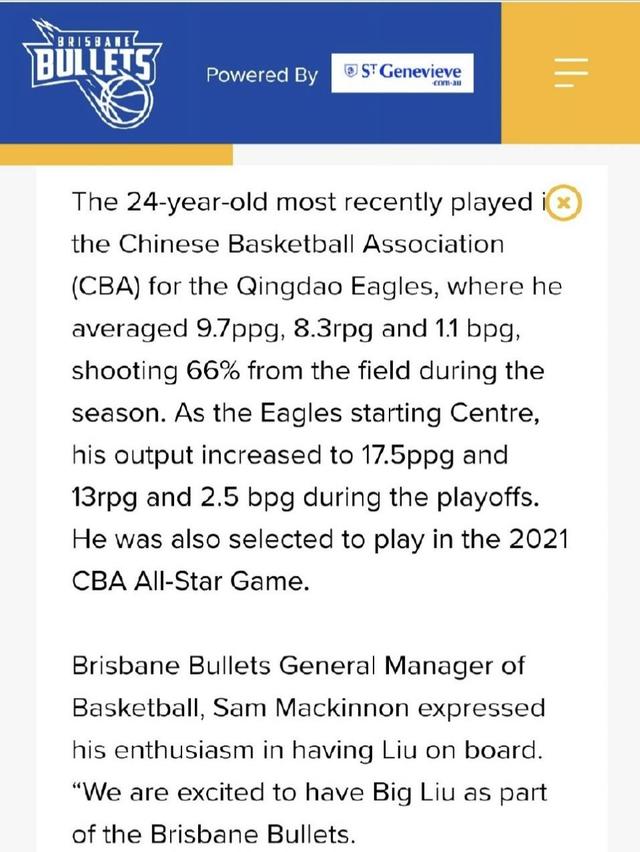 BRISBANE
BULLETS
Powered By
ST Genevieve
.com.au
The 24-year-old most recently played i
the Chinese Basketball Association
(CBA) for the Qingdao Eagles, where he
averaged 9.7ppg, 8.3rpg and 1.1 bpg,
shooting 66% from the field during the
season. As the Eagles starting Centre,
his output increased to 17.5ppg and
13rpg and 2.5 bpg during the playoffs.
He was also selected to play in the 2021
CBA All-Star Game.
Brisbane Bullets General Manager of
Basketball, Sam Mackinnon expressed
his enthusiasm in having Liu on board.
“We are excited to have Big Liu as part
of the Brisbane Bullets.